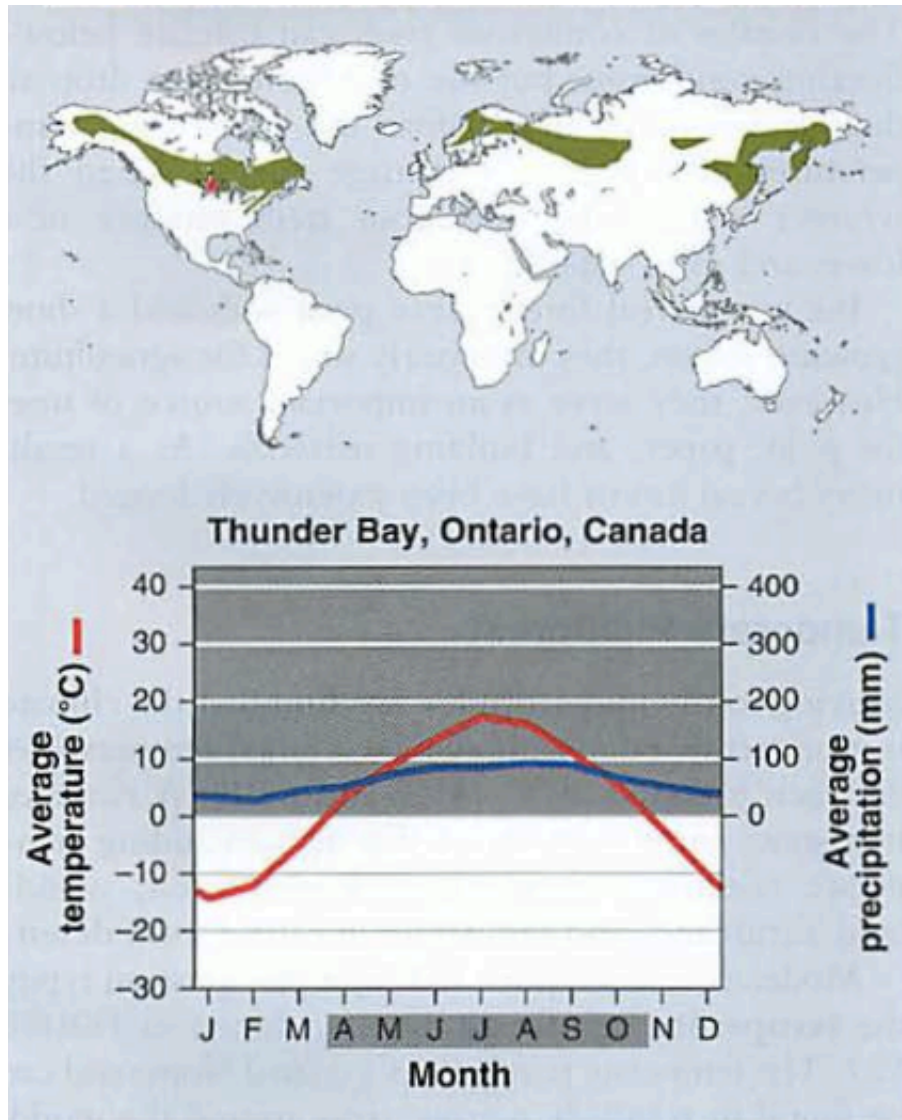 Thunder Bay, Ontario, Canada
40
30
20
10
0
–10
–20
–30
400
300
200
100
0
Average
temperature (°C)
Average
precipitation (mm)
J F M A M J J A S O N D
Month